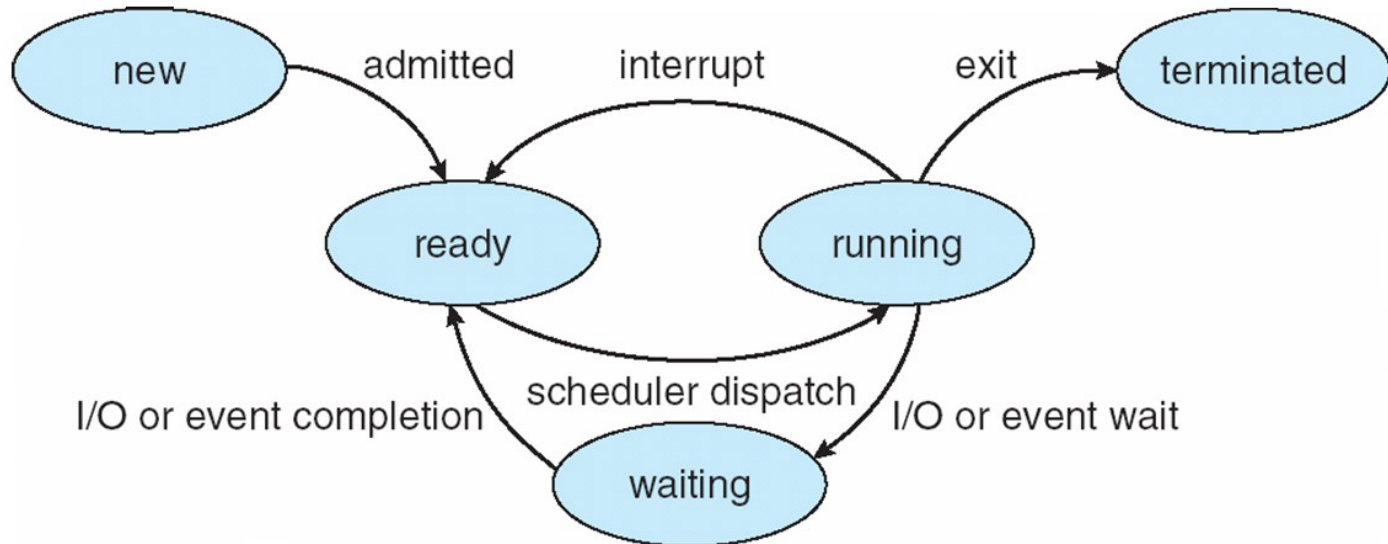 new
admitted
interrupt
exit
terminated
ready
running
scheduler dispatch
I/O or event completion
I/O or event wait
waiting